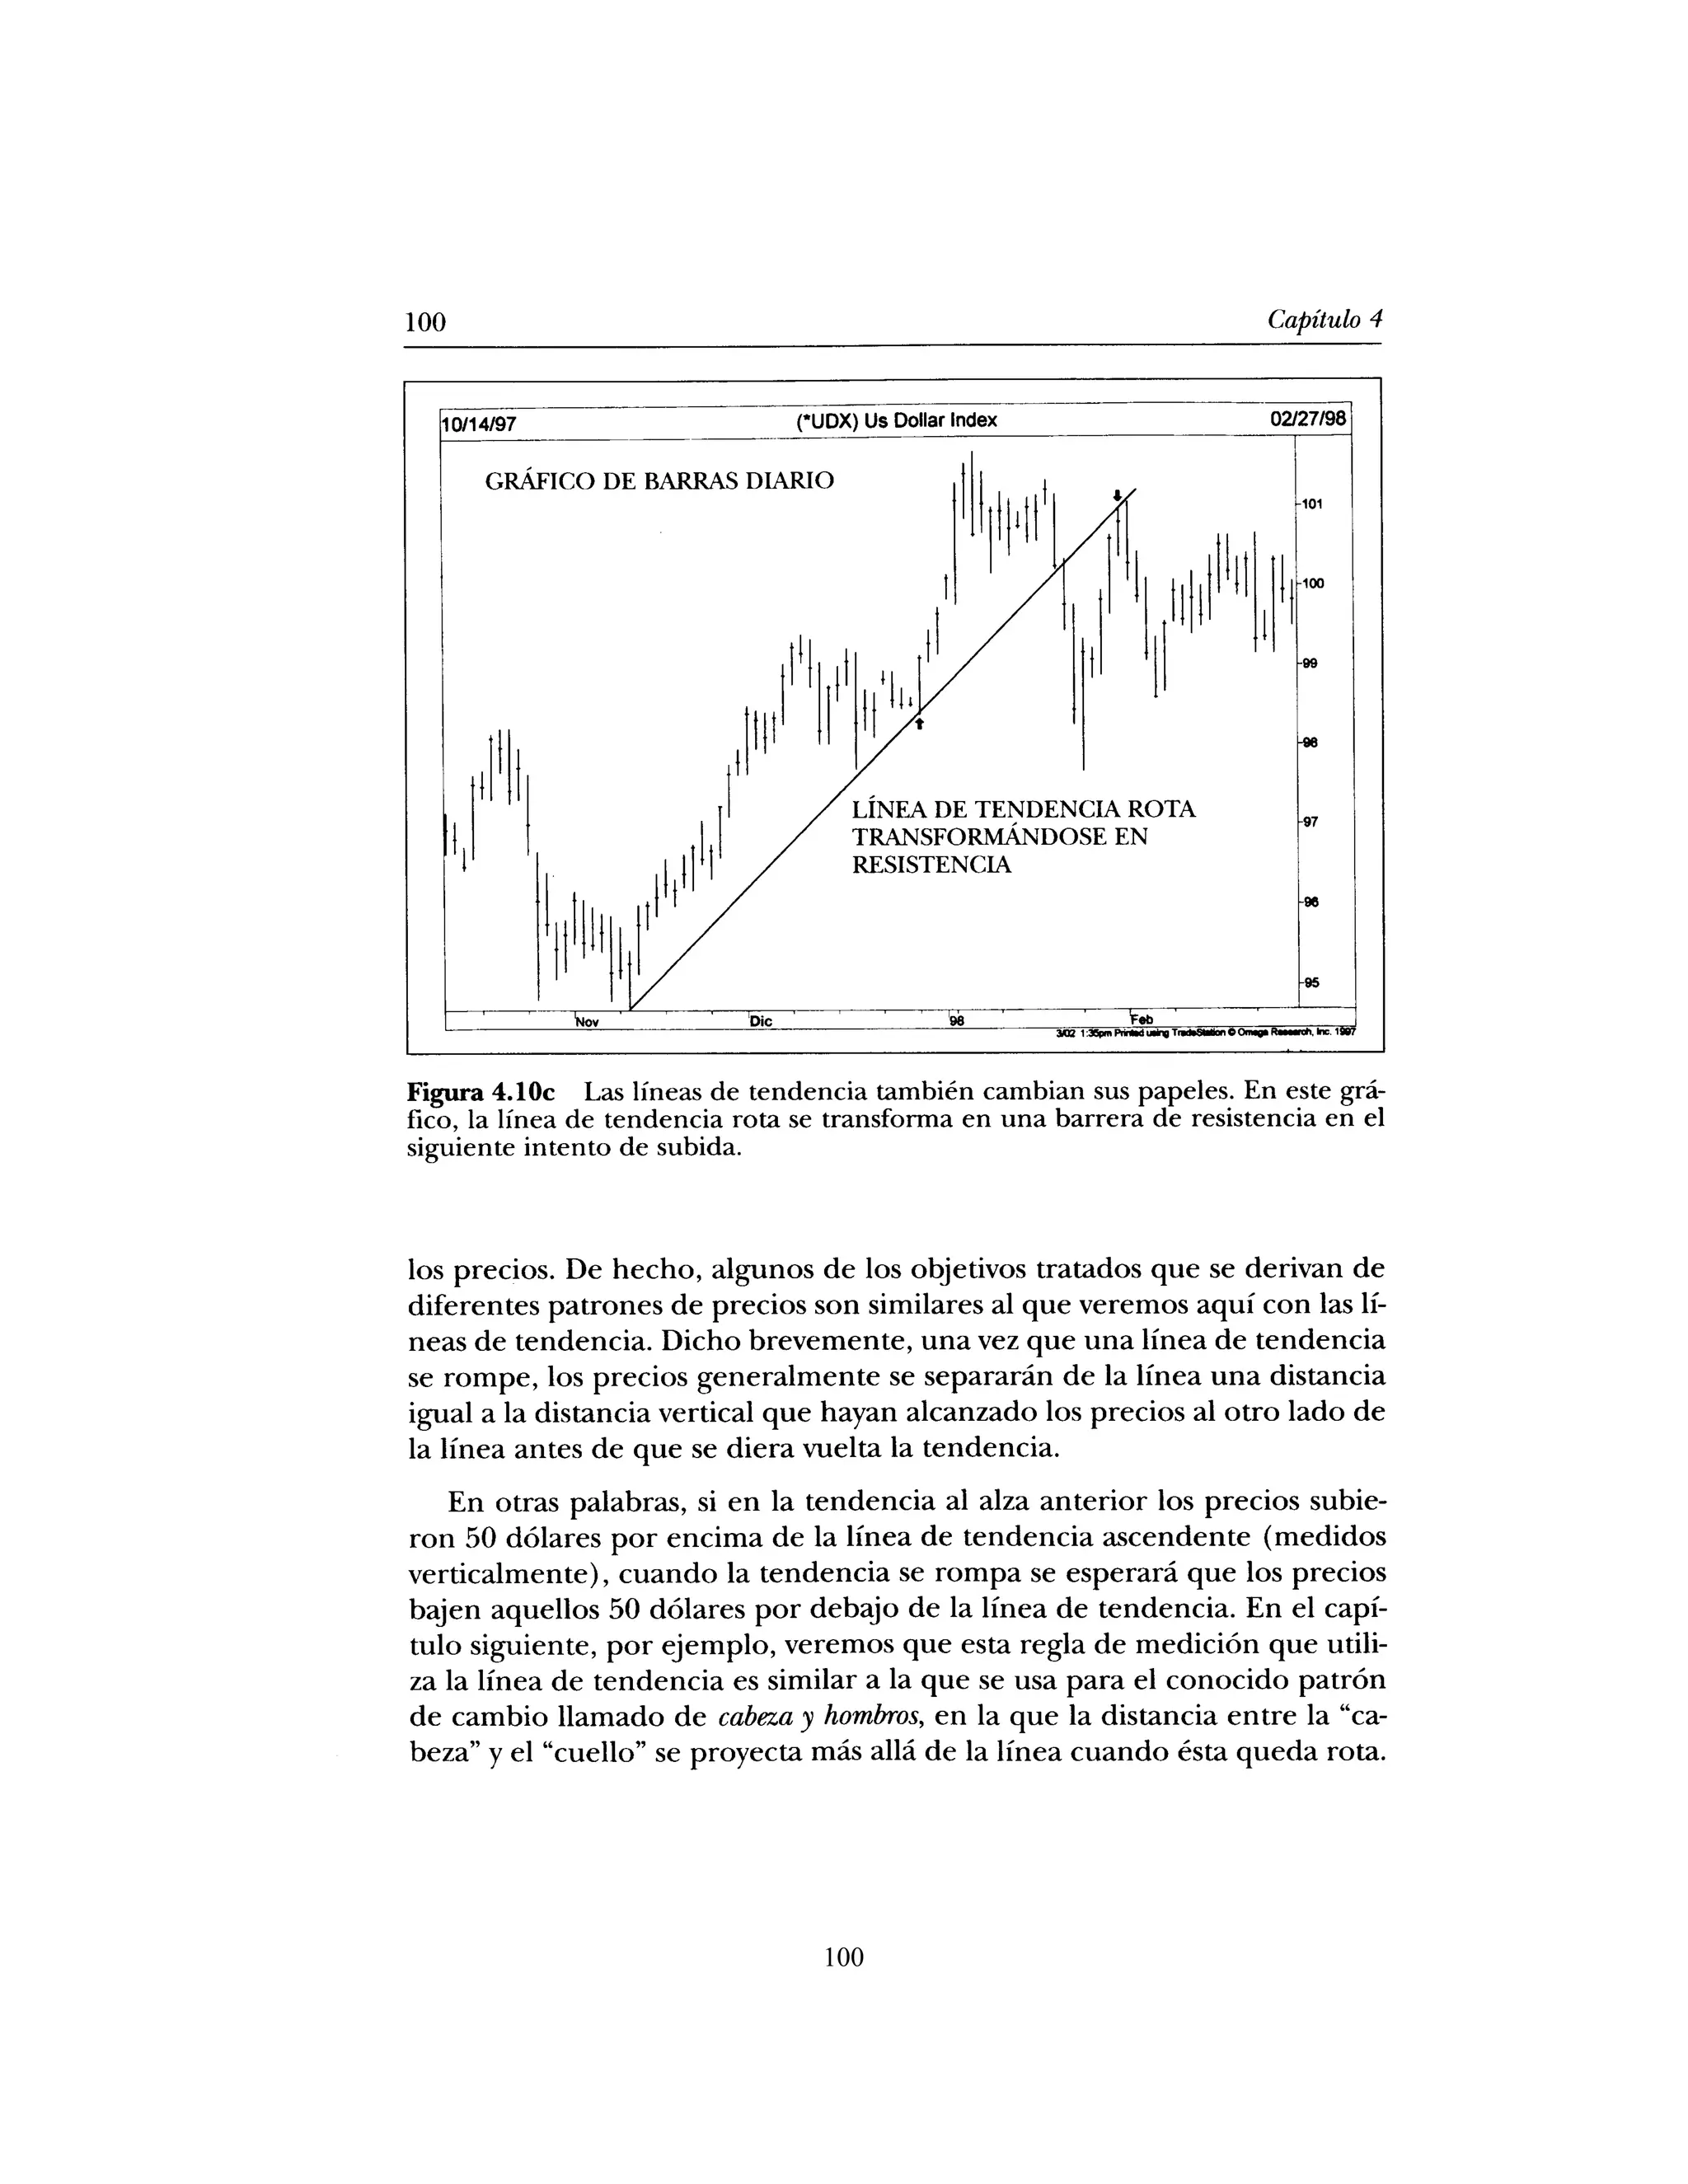 100
Capítulo 4
10/14/97
(*UDX) Us Dollar Index
02/27/98
GRÁFICO DE BARRAS DIARIO
101
100
99
98
LÍNEA DE TENDENCIA ROTA
TRANSFORMÁNDOSE EN
RESISTENCIA
97
96
95
Nov
Dic
98
Feb
3/02 1:35pm Printed using TradeStation © Omega Research, Inc. 1997
Figura 4.10c Las líneas de tendencia también cambian sus papeles. En este grá-
fico, la línea de tendencia rota se transforma en una barrera de resistencia en el
siguiente intento de subida.
los precios. De hecho, algunos de los objetivos tratados que se derivan de
diferentes patrones de precios son similares al que veremos aquí con las lí-
neas de tendencia. Dicho brevemente, una vez que una línea de tendencia
se rompe, los precios generalmente se separarán de la línea una distancia
igual a la distancia vertical que hayan alcanzado los precios al otro lado de
la línea antes de que se diera vuelta la tendencia.
En otras palabras, si en la tendencia al alza anterior los precios subie-
ron 50 dólares por encima de la línea de tendencia ascendente (medidos
verticalmente), cuando la tendencia se rompa se esperará que los precios
bajen aquellos 50 dólares por debajo de la línea de tendencia. En el capí-
tulo siguiente, por ejemplo, veremos que esta regla de medición que utili-
za la línea de tendencia es similar a la que se usa para el conocido patrón
de cambio llamado de cabeza y hombros, en la que la distancia entre la “ca-
beza” y el “cuello” se proyecta más allá de la línea cuando ésta queda rota.
100